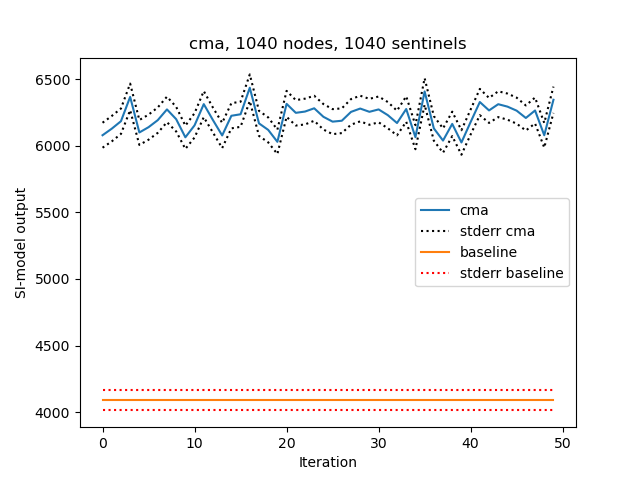 cma, 1040 nodes, 1040 sentinels
6500
6000
5500
5000
4500
4000
SI-model output
cma
stderr cma
baseline
stderr baseline
0 10 20 30 40 50
Iteration